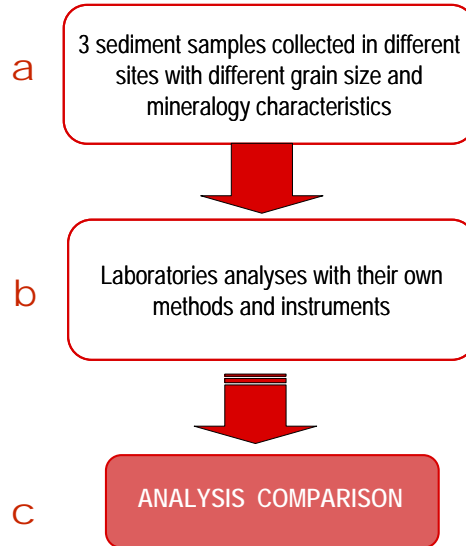 a
3 sediment samples collected in different
sites with different grain size and
mineralogy characteristics
b
Laboratories analyses with their own
methods and instruments
c
ANALYSIS COMPARISON